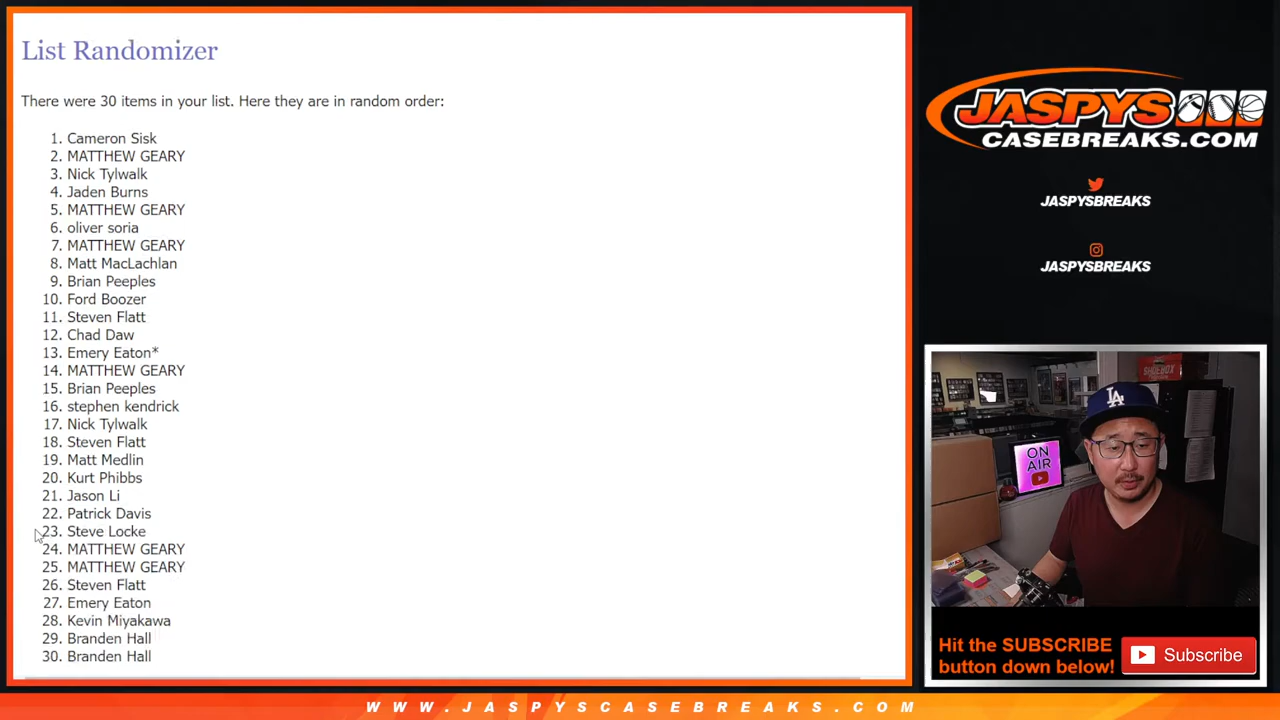 List Randomizer
There were 30 items in your list. Here they are in random order:
1. Cameron Sisk
2. MATTHEW GEARY
3. Nick Tylwalk
4. Jaden Burns
5. MATTHEW GEARY
6. oliver soria
7. MATTHEW GEARY
8. Matt MacLachlan
9. Brian Peeples
10. Ford Boozer
11. Steven Flatt
12. Chad Daw
13. Emery Eaton*
14. MATTHEW GEARY
15. Brian Peeples
16. stephen kendrick
17. Nick Tylwalk
18. Steven Flatt
19. Matt Medlin
20. Kurt Phibbs
21. Jason Li
22. Patrick Davis
23. Steve Locke
24. MATTHEW GEARY
25. MATTHEW GEARY
26. Steven Flatt
27. Emery Eaton
28. Kevin Miyakawa
29. Branden Hall
30. Branden Hall
JASPYS
CASEBREAKS.COM
JASPYSBREAKS
JASPYSBREAKS
SHOEBOX
LA
ON
AIR
Hit the SUBSCRIBE
button down below!
Subscribe
WWW.JASPYSCASEBREAKS.COM